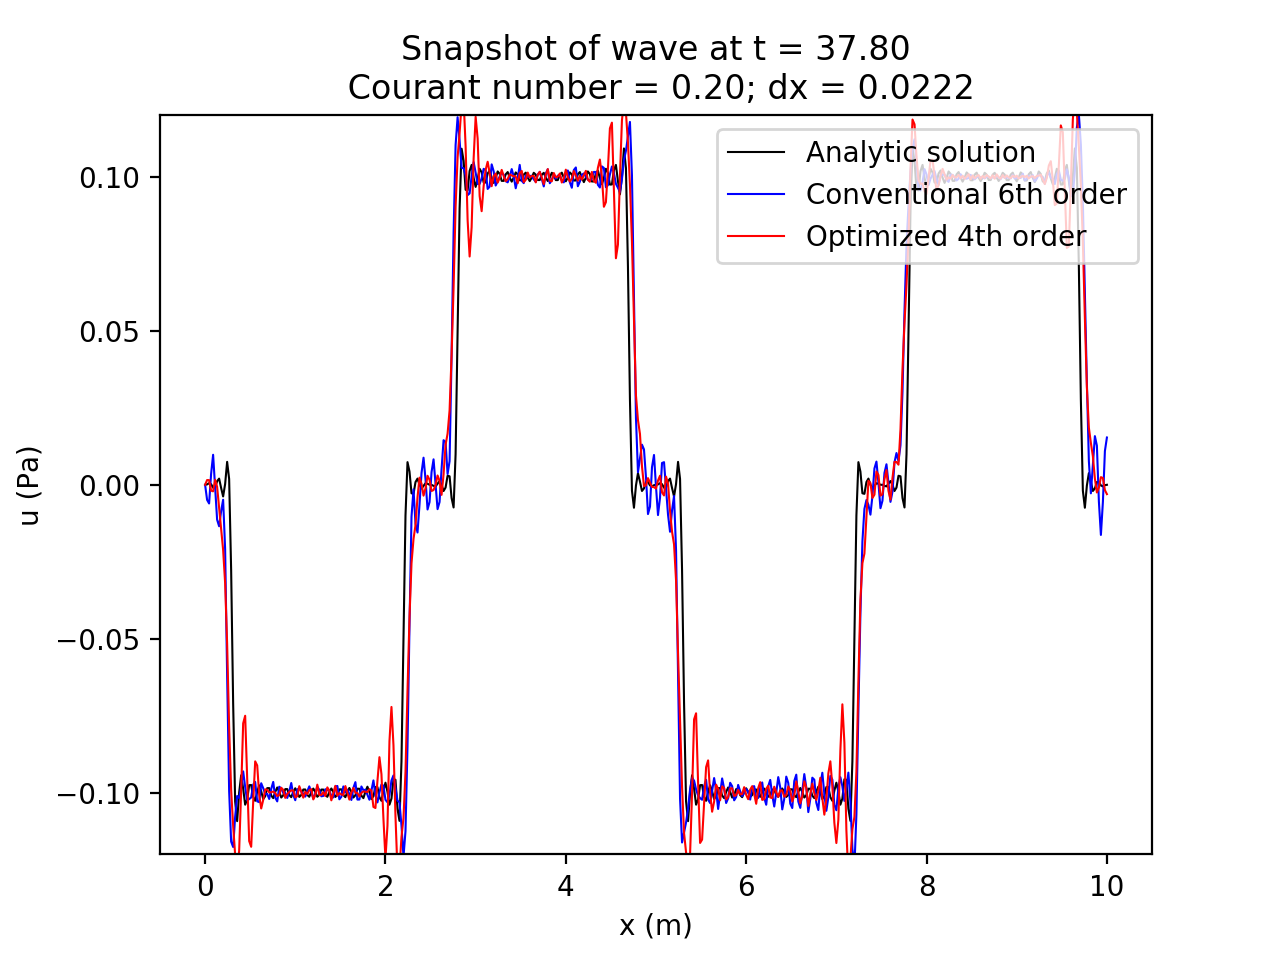 Snapshot of wave at t = 37.80
Courant number = 0.20; dx = 0.0222
Analytic solution
Conventional 6th order
Optimized 4th order
0.10
0.05
0.00
−0.05
−0.10
u (Pa)
0 2 4 6 8 10
x (m)